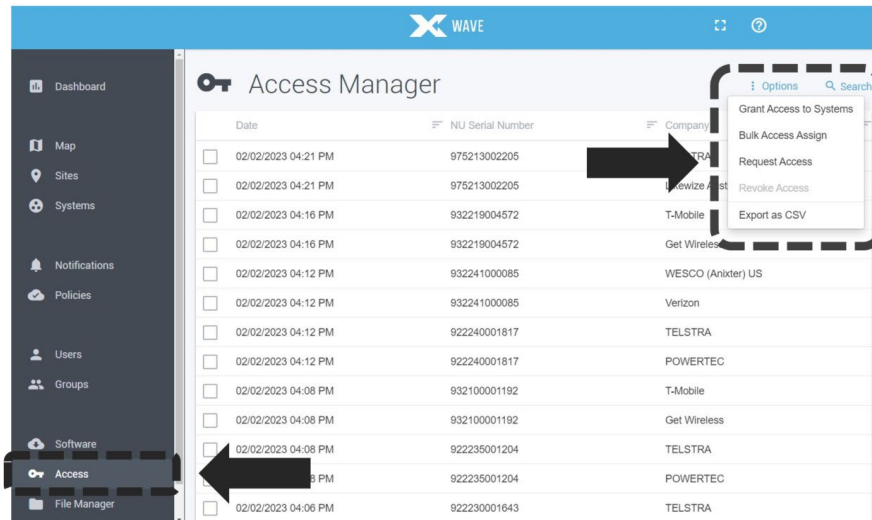 WAVE
Access Manager
Options
Search
Grant Access to Systems
Bulk Access Assign
Request Access
Revoke Access
Export as CSV
Dashboard
Map
Sites
Systems
Notifications
Policies
Users
Groups
Software
Access
File Manager
Date NU Serial Number Company
02/02/2023 04:21 PM 975213002205
02/02/2023 04:21 PM 975213002205
02/02/2023 04:16 PM 932219004572 T-Mobile
02/02/2023 04:16 PM 932219004572 Get Wireless
02/02/2023 04:12 PM 932241000085 WESCO (Anixter) US
02/02/2023 04:12 PM 932241000085 Verizon
02/02/2023 04:12 PM 922240001817 TELSTRA
02/02/2023 04:12 PM 922240001817 POWERTEC
02/02/2023 04:08 PM 932100001192 T-Mobile
02/02/2023 04:08 PM 932100001192 Get Wireless
02/02/2023 04:08 PM 922235001204 TELSTRA
PM 922235001204 POWERTEC
02/02/2023 04:06 PM 922230001643 TELSTRA